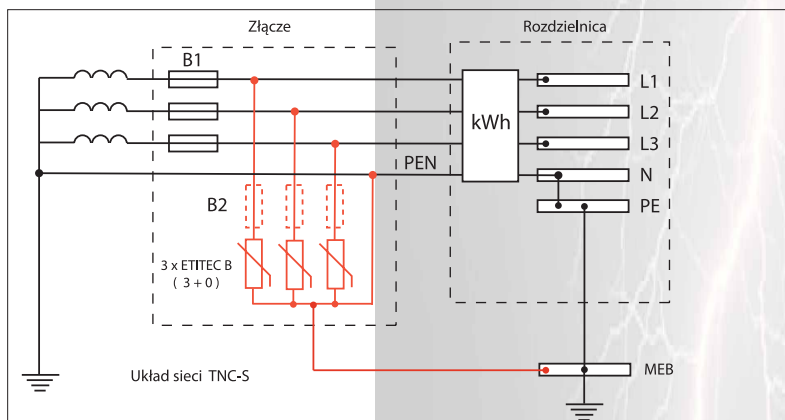 Złącze
Rozdzielnica
B1
L1
L2
kWh
L3
PEN
N
B2
PE
3 x ETITEC B
( 3 + 0 )
Układ sieci TNC-S
MEB